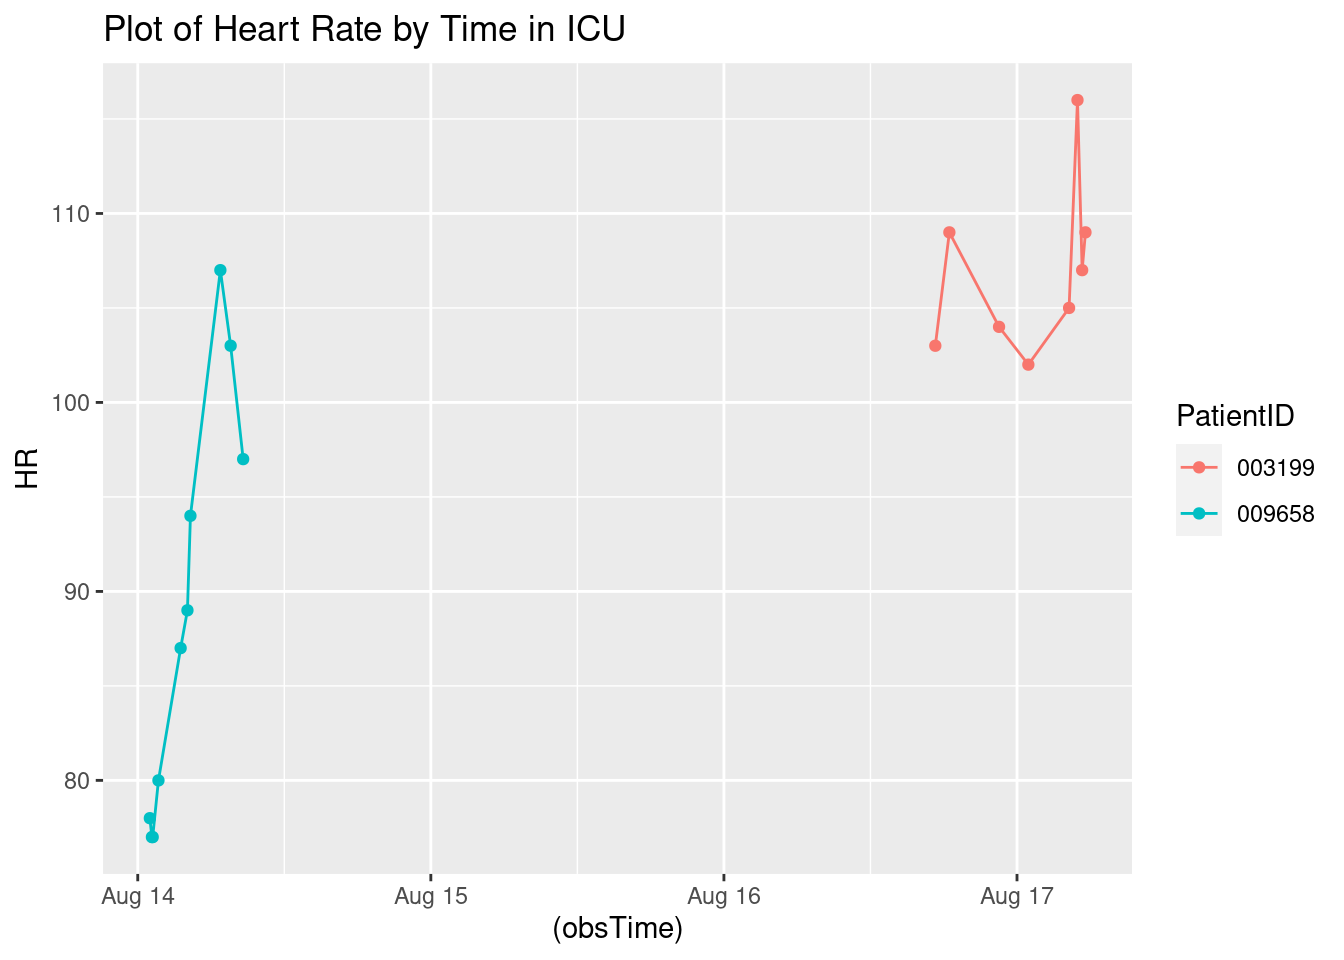 Plot of Heart Rate by Time in ICU
110
100
90
80
HR
Aug 14
Aug 15
Aug 16
Aug 17
(obsTime)
PatientID
003199
009658